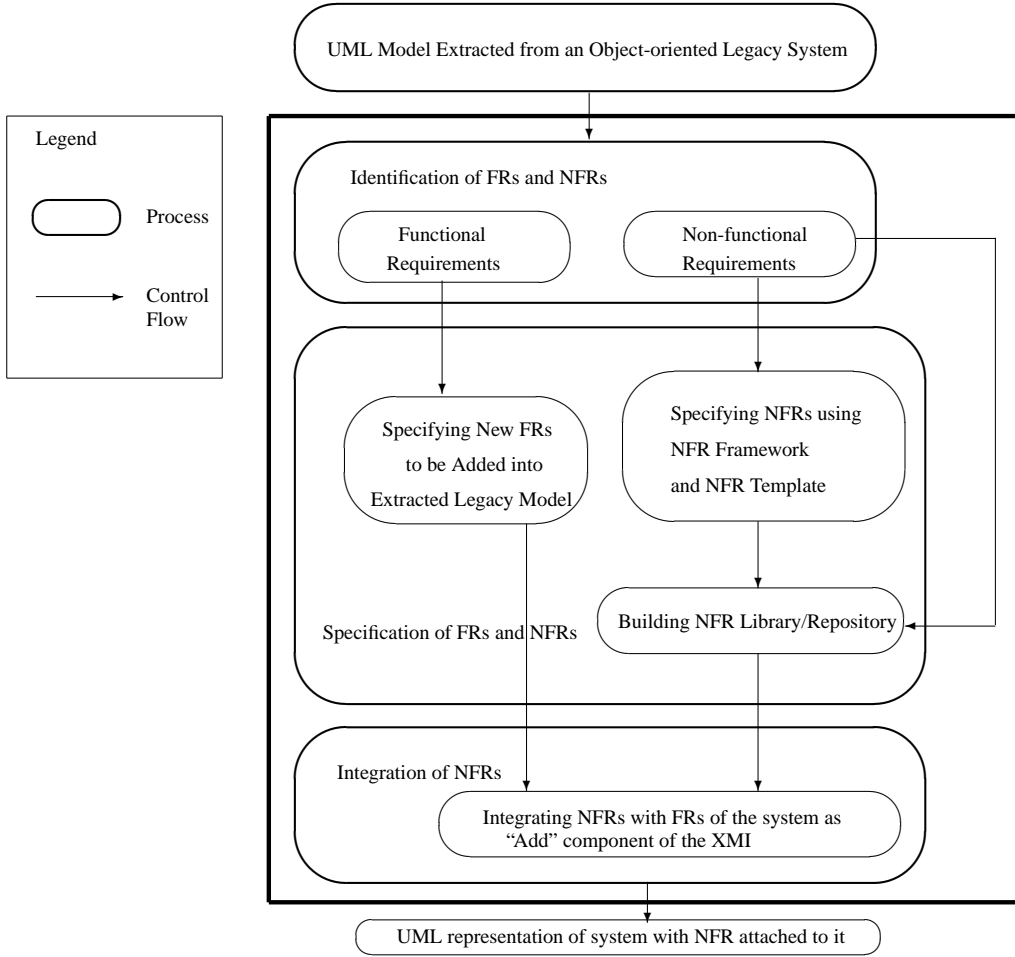 UML Model Extracted from an Object-oriented Legacy System
Legend
Process
Control
Flow
Identification of FRs and NFRs
Functional
Requirements
Non-functional
Requirements
Specifying New FRs
to be Added into
Extracted Legacy Model
Specifying NFRs using
NFR Framework
and NFR Template
Building NFR Library/Repository
Specification of FRs and NFRs
Integration of NFRs
Integrating NFRs with FRs of the system as
“Add” component of the XMI
UML representation of system with NFR attached to it